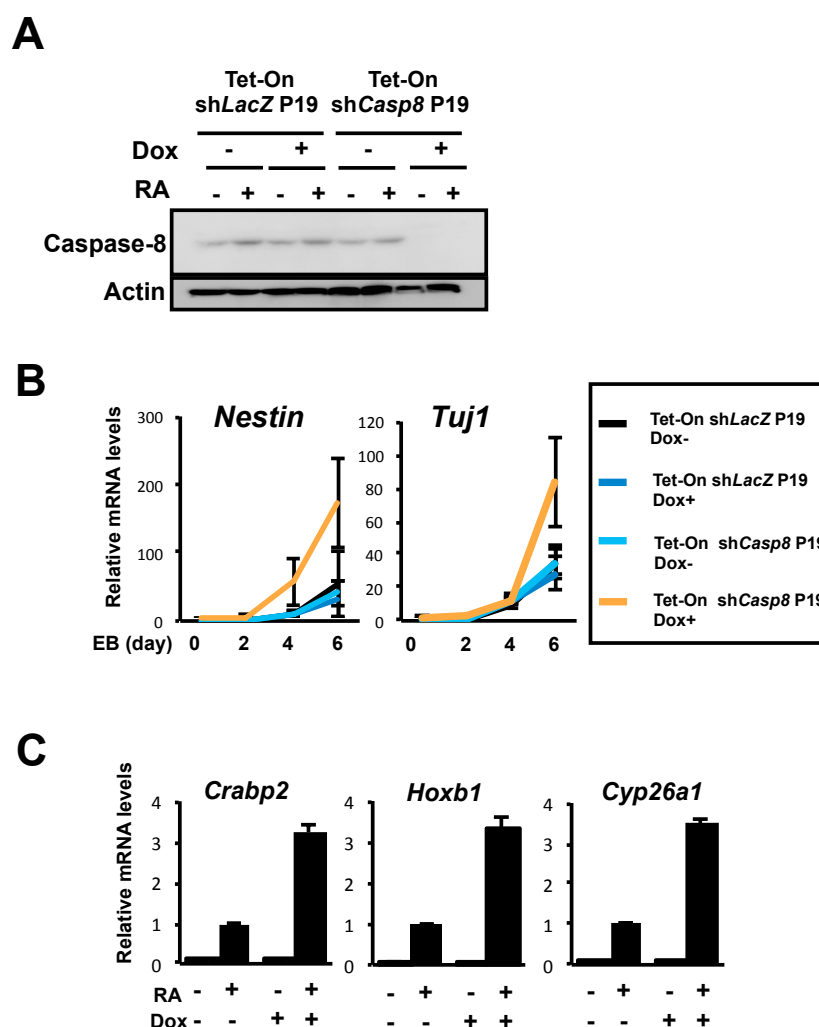 A
Tet-On Tet-On
shLacZ P19 shCasp8 P19
Dox - + - +
RA - + - + - + - +
Caspase-8
Actin
B
Nestin Tuj1
Relative mRNA levels
300
200
100
50
0
120
100
80
60
40
20
0
EB (day) 0 2 4 6 0 2 4 6
Tet-On shLacZ P19
Dox-
Tet-On shLacZ P19
Dox+
Tet-On shCasp8 P19
Dox-
Tet-On shCasp8 P19
Dox+
C
Crabp2 Hoxb1 Cyp26a1
Relative mRNA levels
4 4 4
3 3 3
2 2 2
1 1 1
0 0 0
RA - + - + - + - + - + - +
Dox - - + + - - + + - - + +